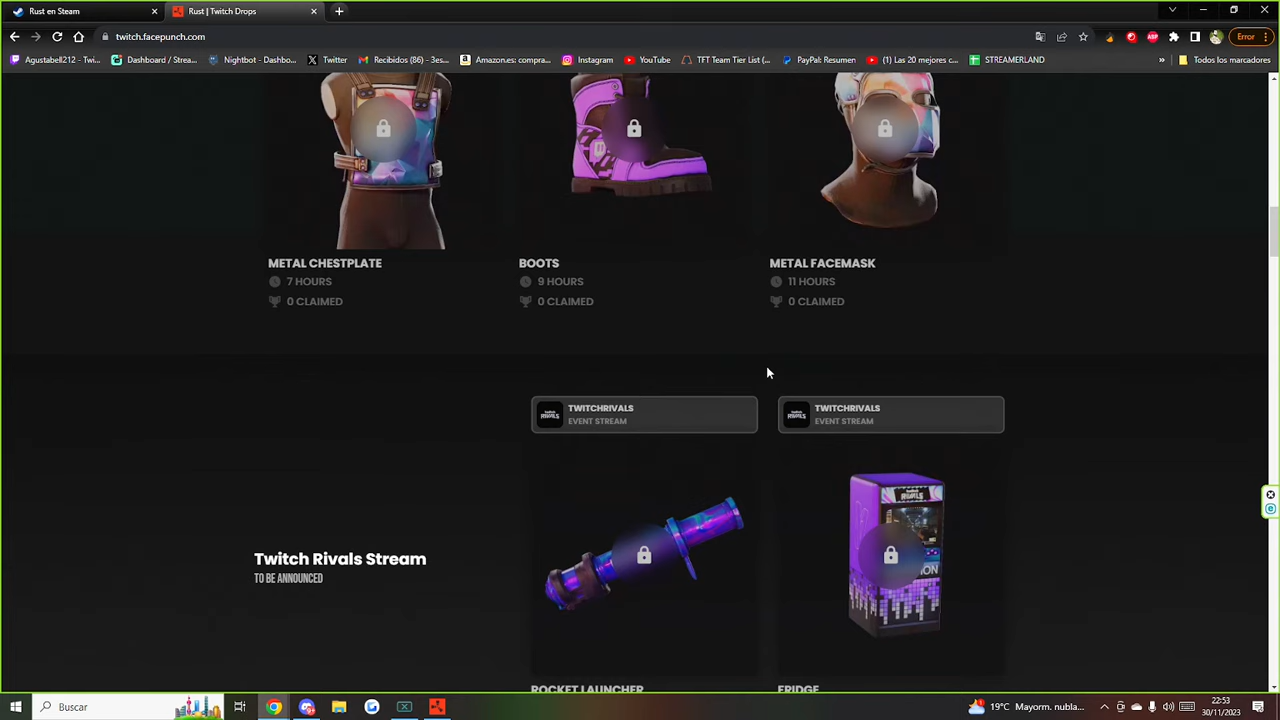 Rust en Steam
Rust | Twitch Drops
twitch.facepunch.com
Error
Agustabell212 - Twi...
Dashboard / Strea...
Nightbot - Dashbo...
Twitter
Recibidos (86) - 3es...
Amazon.es: compra...
Instagram
YouTube
TFT Team Tier List (...
PayPal: Resumen
(1) Las 20 mejores c...
STREAMERLAND
»
Todos los marcadores
METAL CHESTPLATE
7 HOURS
0 CLAIMED
BOOTS
9 HOURS
0 CLAIMED
METAL FACEMASK
11 HOURS
0 CLAIMED
TWITCHRIVALS
EVENT STREAM
TWITCHRIVALS
EVENT STREAM
RIVALS
ION
Twitch Rivals Stream
TO BE ANNOUNCED
ROCKET LAUNCHER
FRIDGE
Buscar
19°C Mayorm. nubla...
22:53
30/11/2023